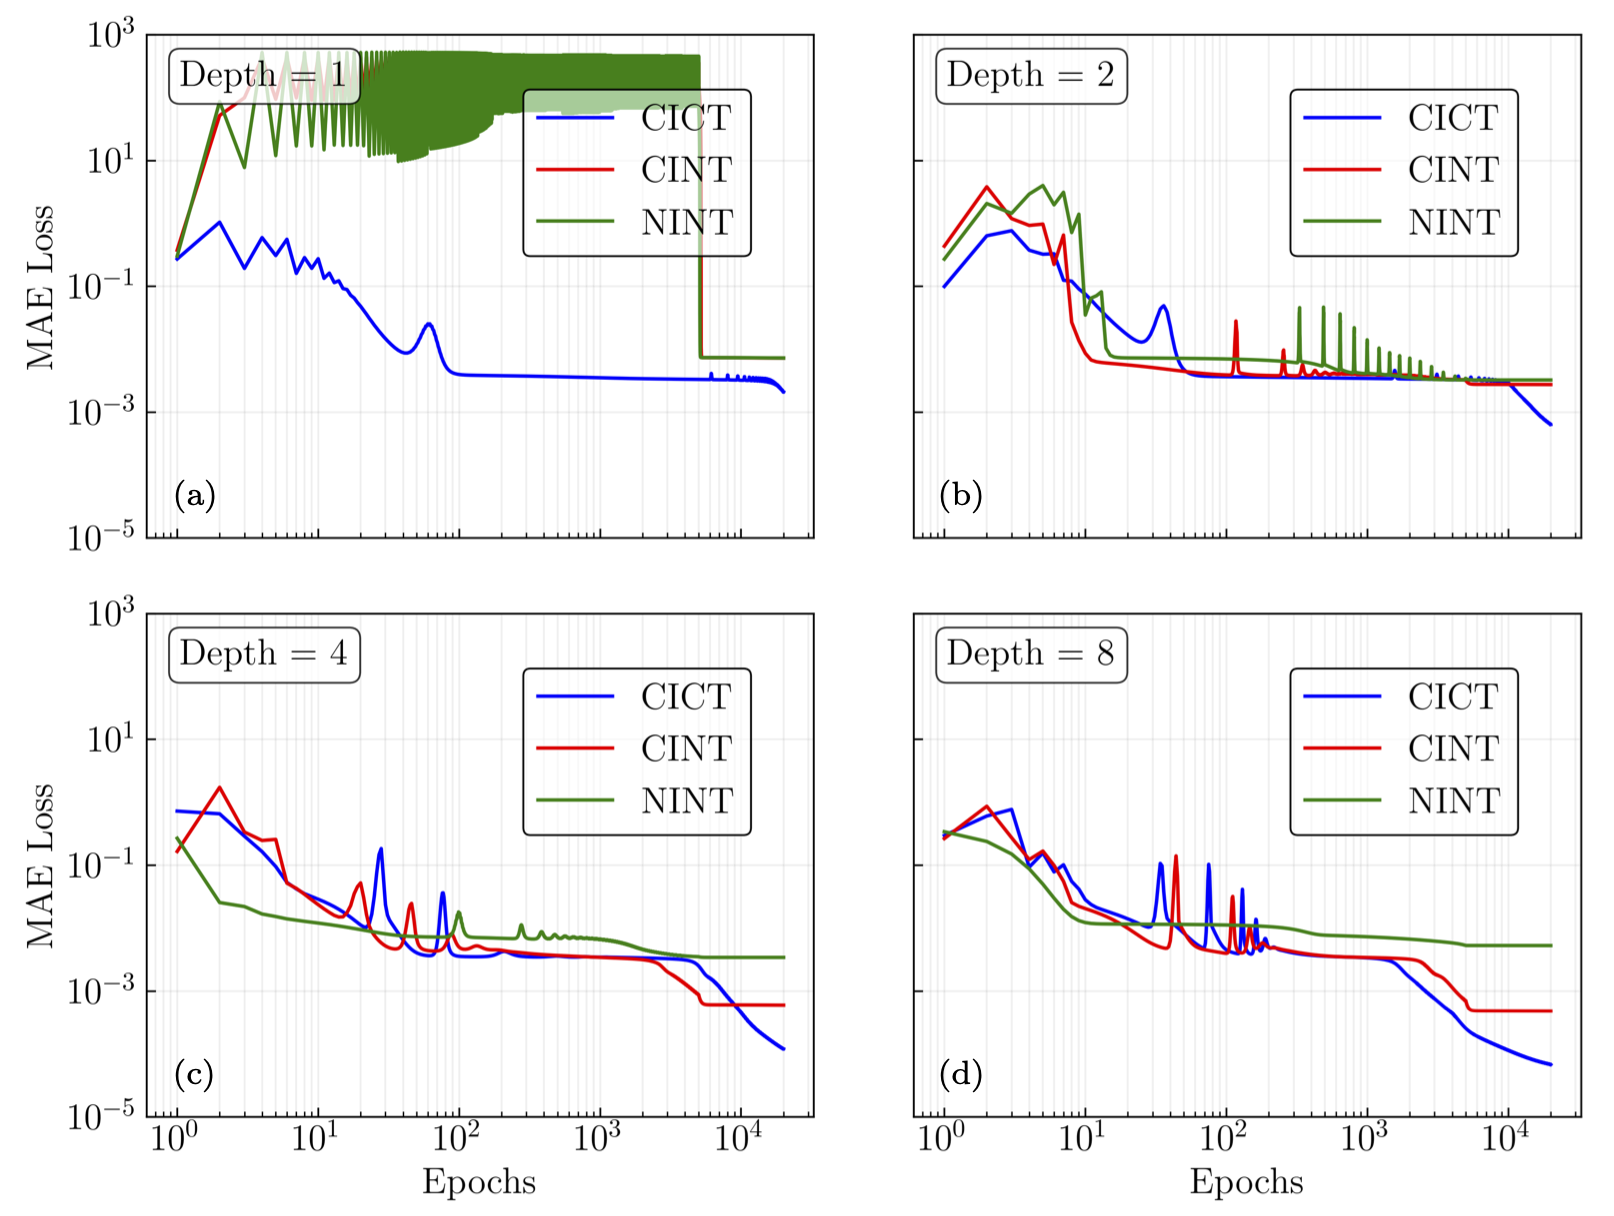 10^3
10^1
10^−1
10^−3
10^−5
MAE Loss
Depth = 1
CICT
CINT
NINT
(a)
Depth = 2
CICT
CINT
NINT
(b)
10^3
10^1
10^−1
10^−3
10^−5
MAE Loss
Depth = 4
CICT
CINT
NINT
(c)
10^0 10^1 10^2 10^3 10^4
Epochs
Depth = 8
CICT
CINT
NINT
(d)
10^0 10^1 10^2 10^3 10^4
Epochs